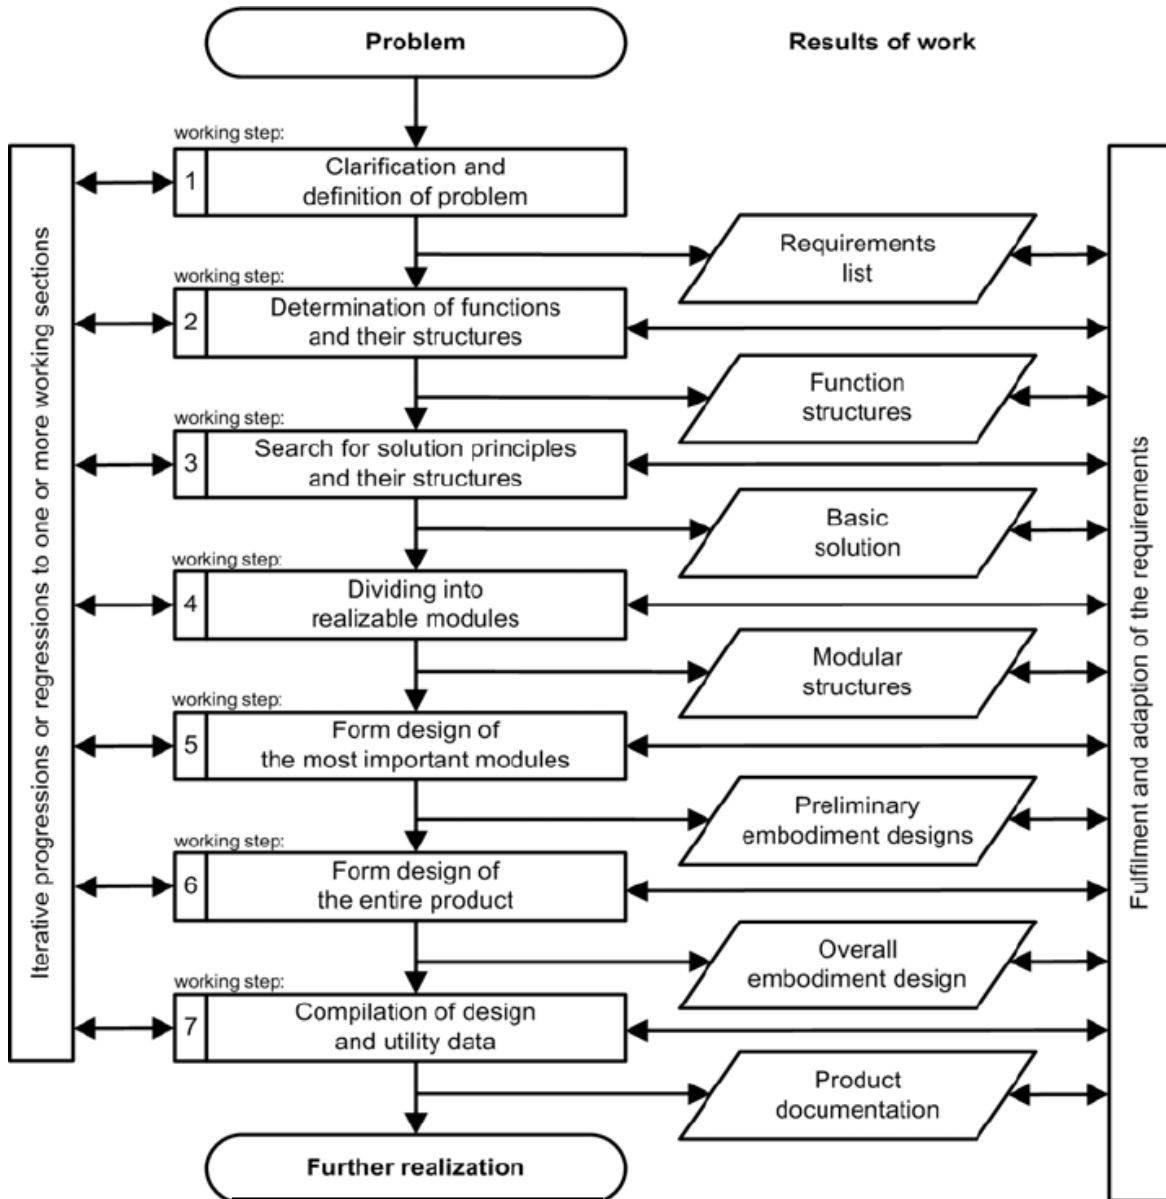 Problem
Results of work
working step:
1
Clarification and
definition of problem
Requirements
list
working step:
2
Determination of functions
and their structures
Function
structures
working step:
3
Search for solution principles
and their structures
Basic
solution
working step:
4
Dividing into
realizable modules
Modular
structures
working step:
5
Form design of
the most important modules
Preliminary
embodiment designs
working step:
6
Form design of
the entire product
Overall
embodiment design
working step:
7
Compilation of design
and utility data
Product
documentation
Further realization
Iterative progressions or regressions to one or more working sections
Fulfilment and adaption of the requirements